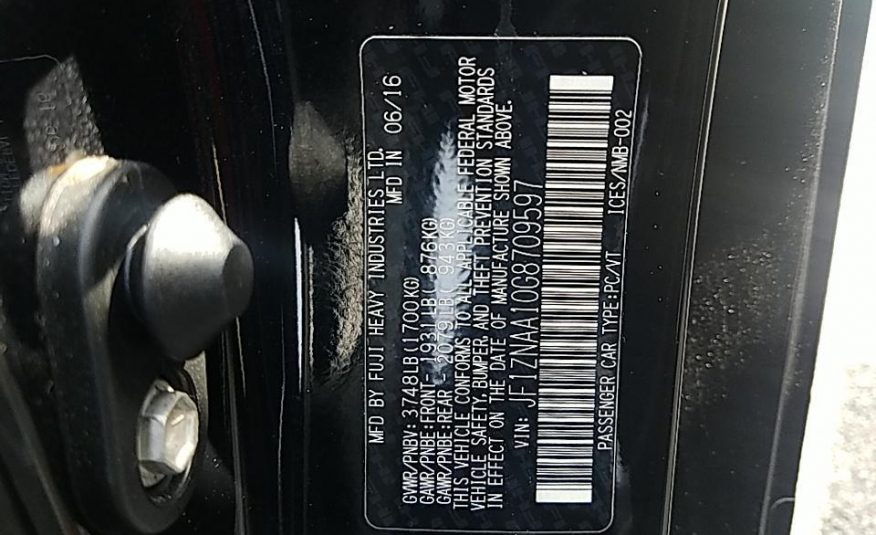 MFD BY FUJI HEAVY INDUSTRIES LTD.
MFD IN 06/16
GVWR/PNBV:3748LB(1700KG)
GAWR/PNBE:FRONT- 1931LB( 876KG)
GAWR/PNBE:REAR - 2079LB( 943KG)
THIS VEHICLE CONFORMS TO ALL APPLICABLE FEDERAL MOTOR
VEHICLE SAFETY, BUMPER, AND THEFT PREVENTION STANDARDS
IN EFFECT ON THE DATE OF MANUFACTURE SHOWN ABOVE.
VIN: JF1ZNAA10G8709597
PASSENGER CAR TYPE:PC/VT ICES/NMB-002